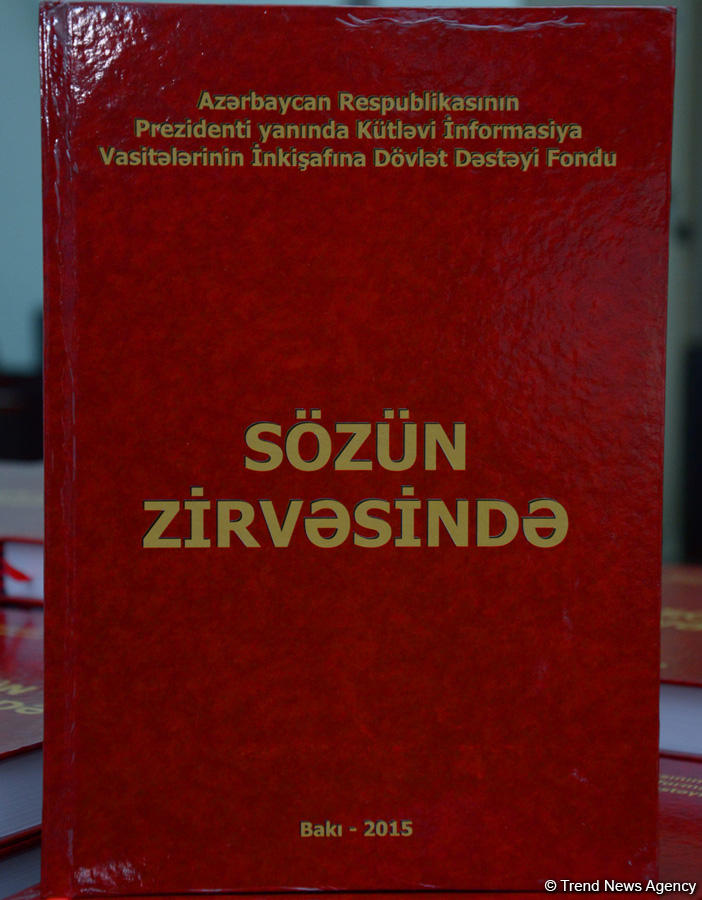 Azərbaycan Respublikasının
Prezidenti yanında Kütləvi İnformasiya
Vasitələrinin İnkişafına Dövlət Dəstəyi Fondu
SÖZÜN
ZİRVƏSİNDƏ
Bakı - 2015
© Trend News Agency